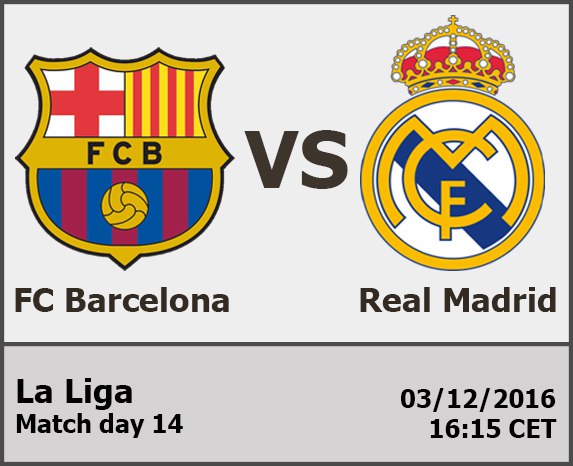 FCB
VS
FC Barcelona
Real Madrid
La Liga
Match day 14
03/12/2016
16:15 CET